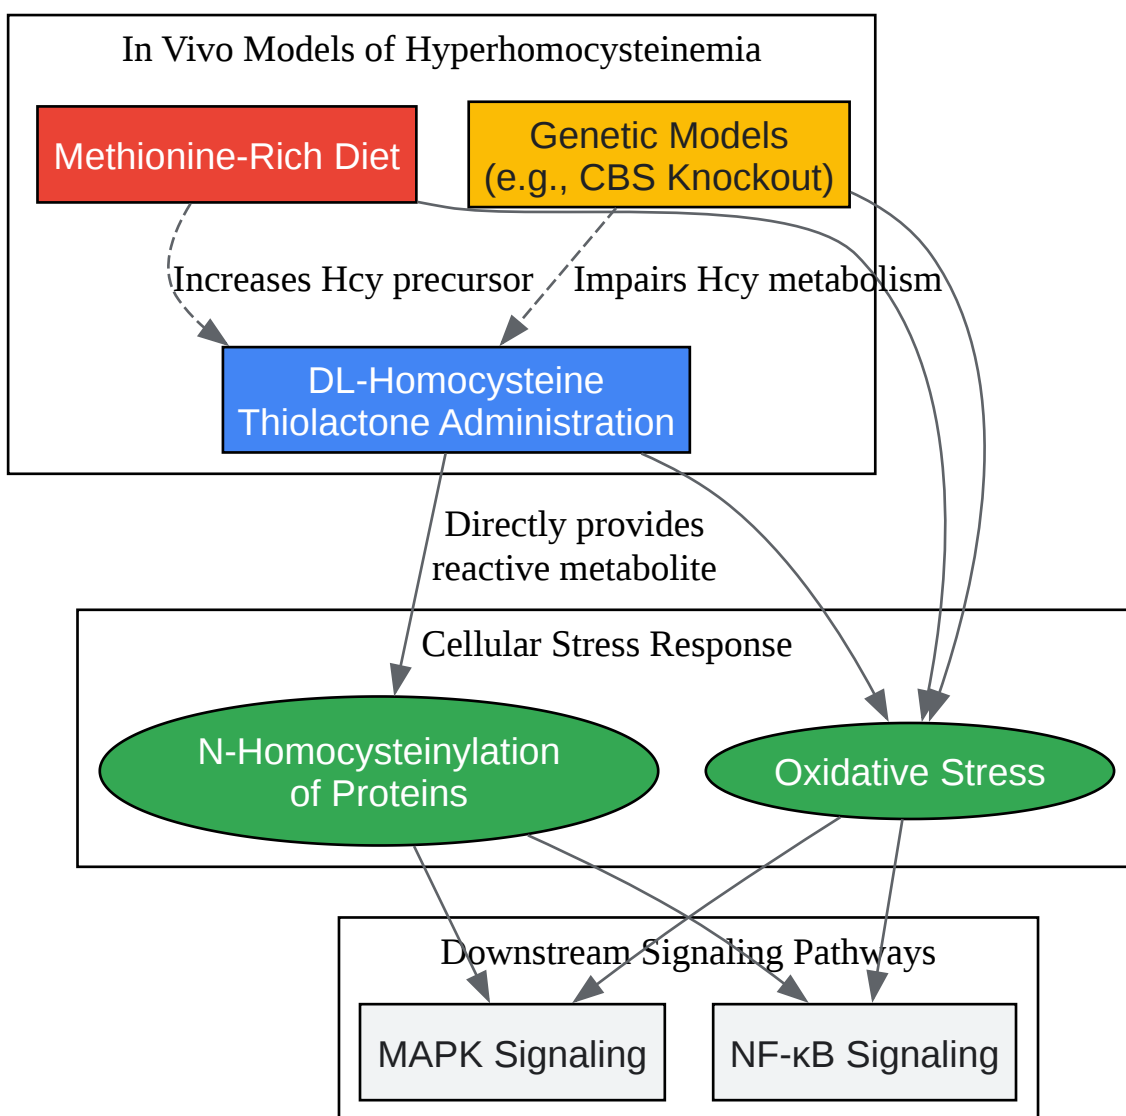 In Vivo Models of Hyperhomocysteinemia
Methionine-Rich Diet
Genetic Models
(e.g., CBS Knockout)
Increases Hcy precursor
Impairs Hcy metabolism
DL-Homocysteine
Thiolactone Administration
Directly provides
reactive metabolite
Cellular Stress Response
N-Homocysteinylation
of Proteins
Oxidative Stress
Downstream Signaling Pathways
MAPK Signaling
NF-κB Signaling